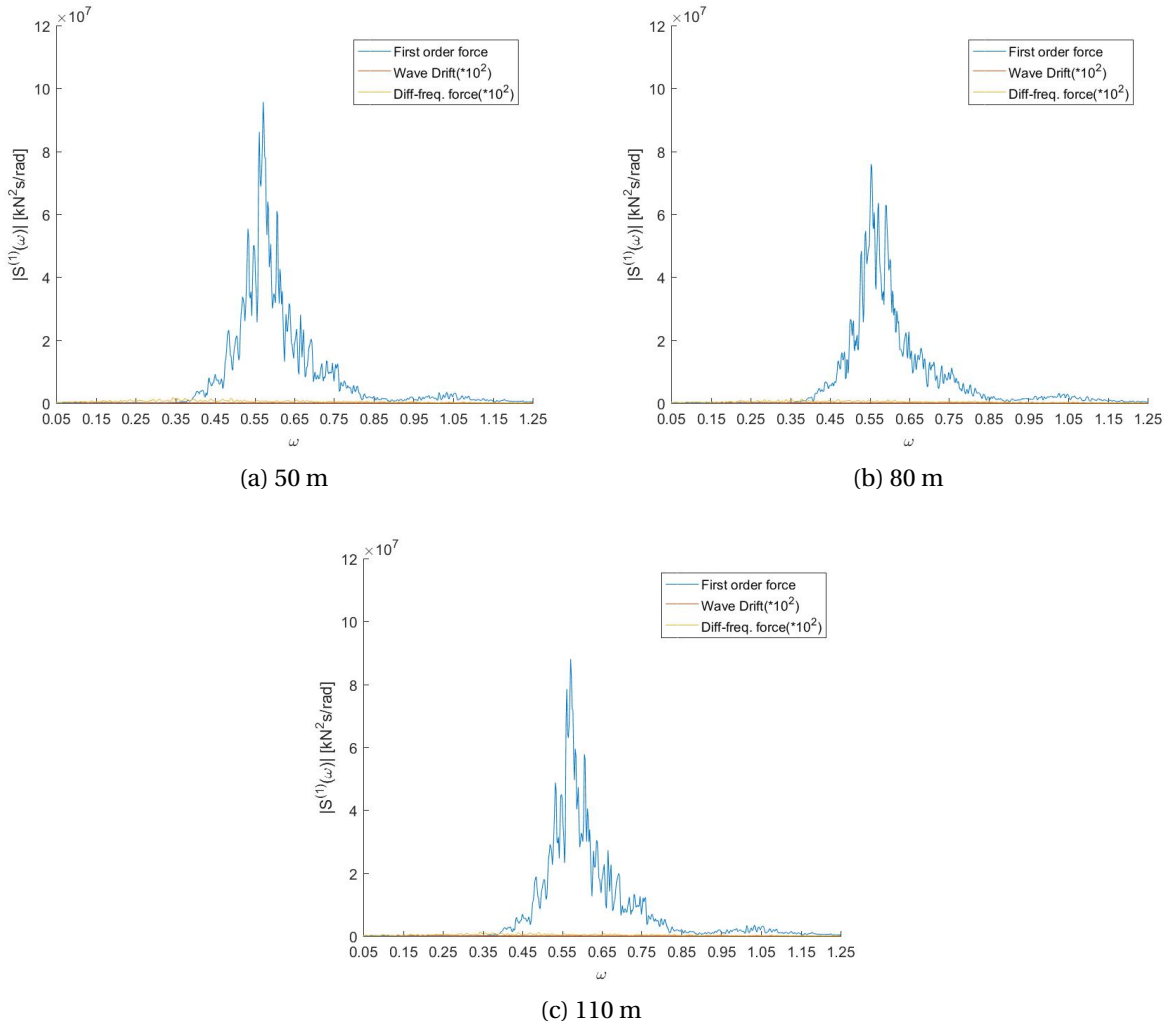 ×10^7
12
10
8
6
4
2
0
|S^(1)(ω)| [kN^2s/rad]
First order force
Wave Drift(*10^2)
Diff-freq. force(*10^2)
0.05 0.15 0.25 0.35 0.45 0.55 0.65 0.75 0.85 0.95 1.05 1.15 1.25
ω
(a) 50 m
×10^7
12
10
8
6
4
2
0
|S^(1)(ω)| [kN^2s/rad]
First order force
Wave Drift(*10^2)
Diff-freq. force(*10^2)
0.05 0.15 0.25 0.35 0.45 0.55 0.65 0.75 0.85 0.95 1.05 1.15 1.25
ω
(b) 80 m
×10^7
12
10
8
6
4
2
0
|S^(1)(ω)| [kN^2s/rad]
First order force
Wave Drift(*10^2)
Diff-freq. force(*10^2)
0.05 0.15 0.25 0.35 0.45 0.55 0.65 0.75 0.85 0.95 1.05 1.15 1.25
ω
(c) 110 m